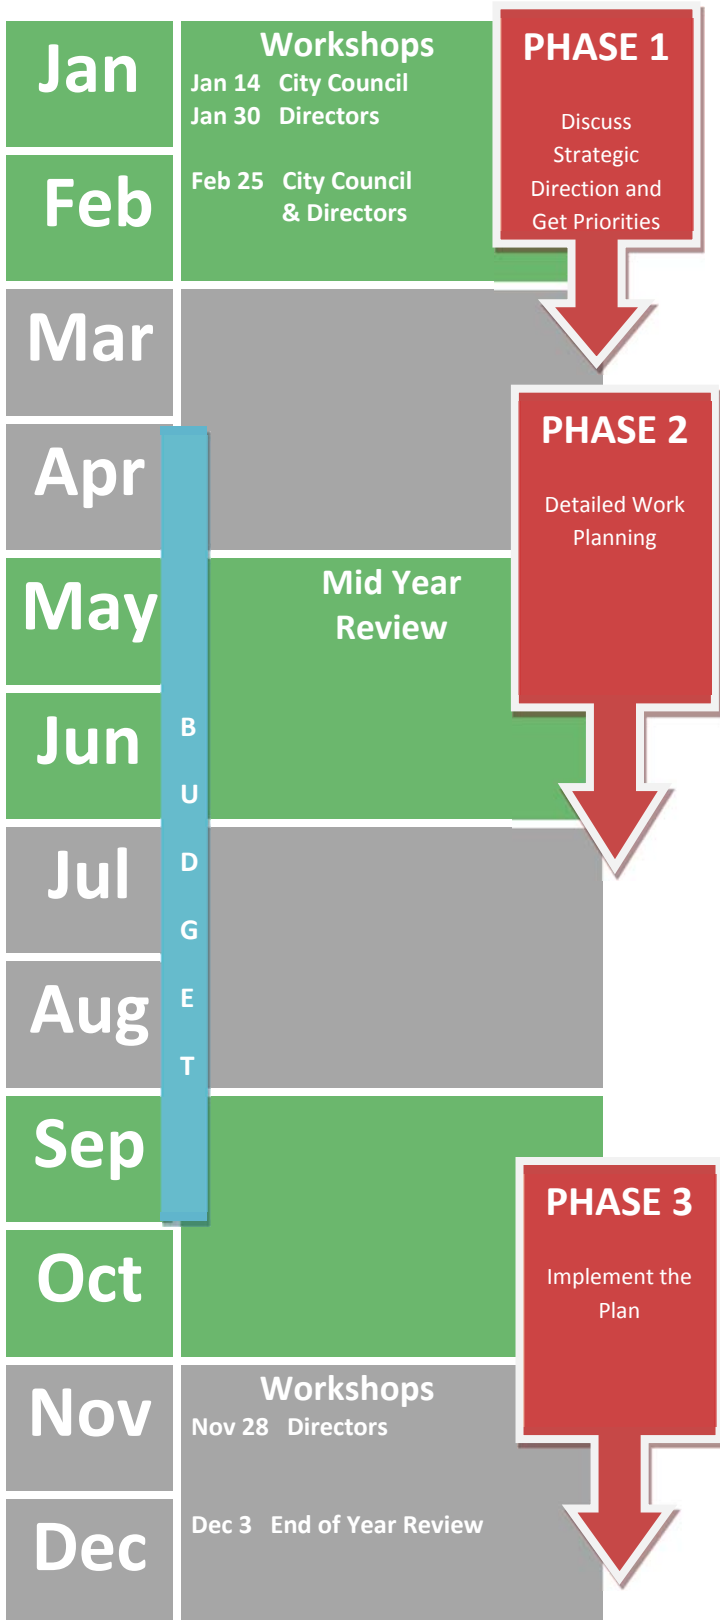 Jan
Workshops
Jan 14 City Council
Jan 30 Directors
PHASE 1
Discuss
Strategic
Direction and
Get Priorities
Feb
Feb 25 City Council
& Directors
Mar
Apr
PHASE 2
Detailed Work
Planning
May
Mid Year
Review
Jun
B
U
D
G
E
T
Jul
Aug
Sep
PHASE 3
Implement the
Plan
Oct
Nov
Workshops
Nov 28 Directors
Dec
Dec 3 End of Year Review